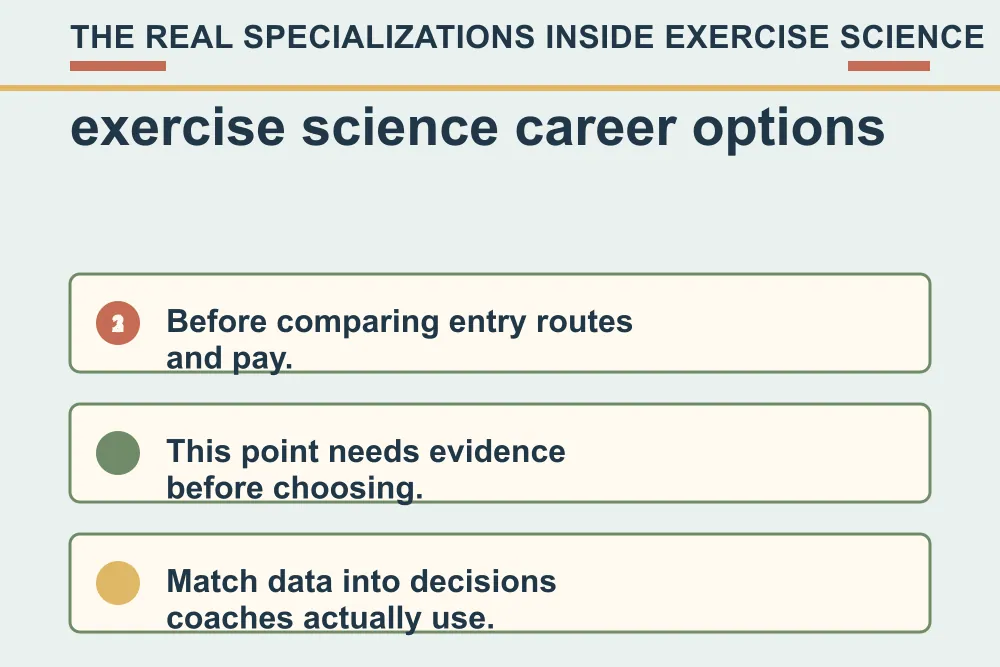 THE REAL SPECIALIZATIONS INSIDE EXERCISE SCIENCE
exercise science career options
Before comparing entry routes
and pay.
This point needs evidence
before choosing.
Match data into decisions
coaches actually use.